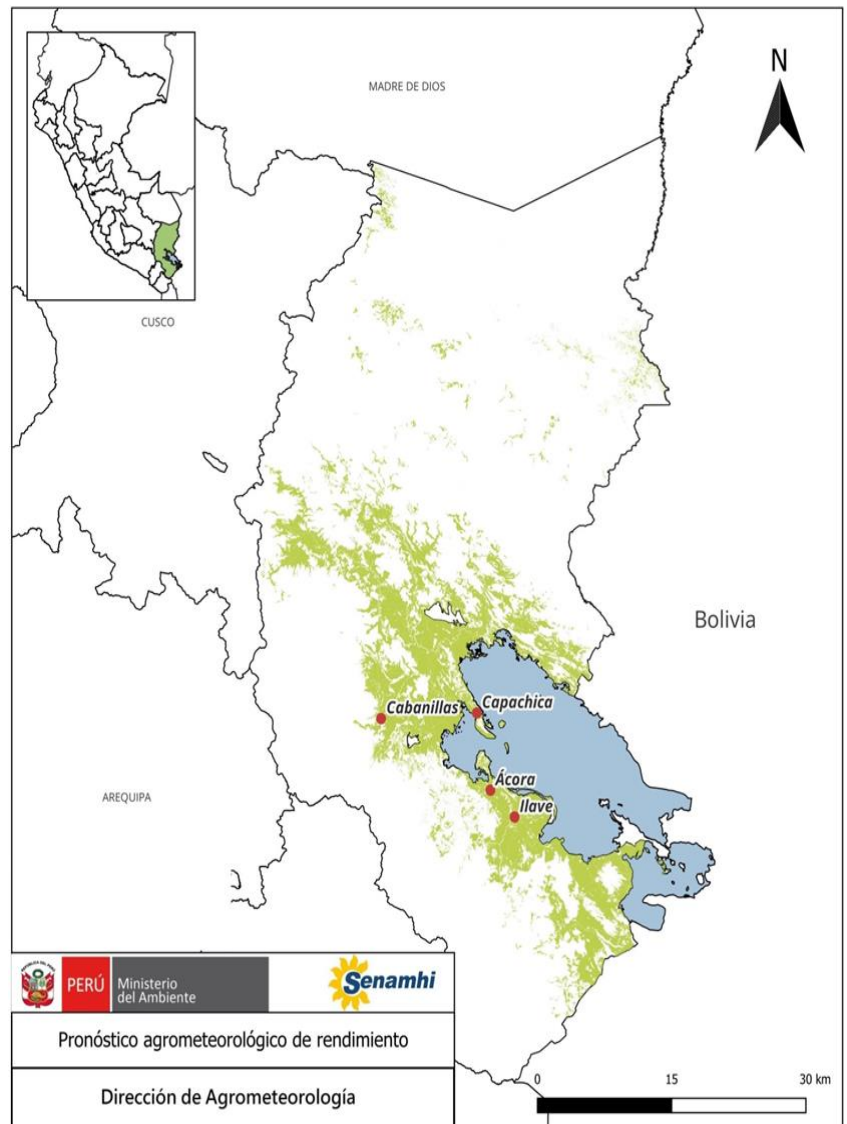 MADRE DE DIOS
N
CUSCO
Bolivia
Cabanillas
Capachica
AREQUIPA
Ácora
Ilave
PERÚ
Ministerio
del Ambiente
Senamhi
Pronóstico agrometeorológico de rendimiento
Dirección de Agrometeorología
0 15 30 km